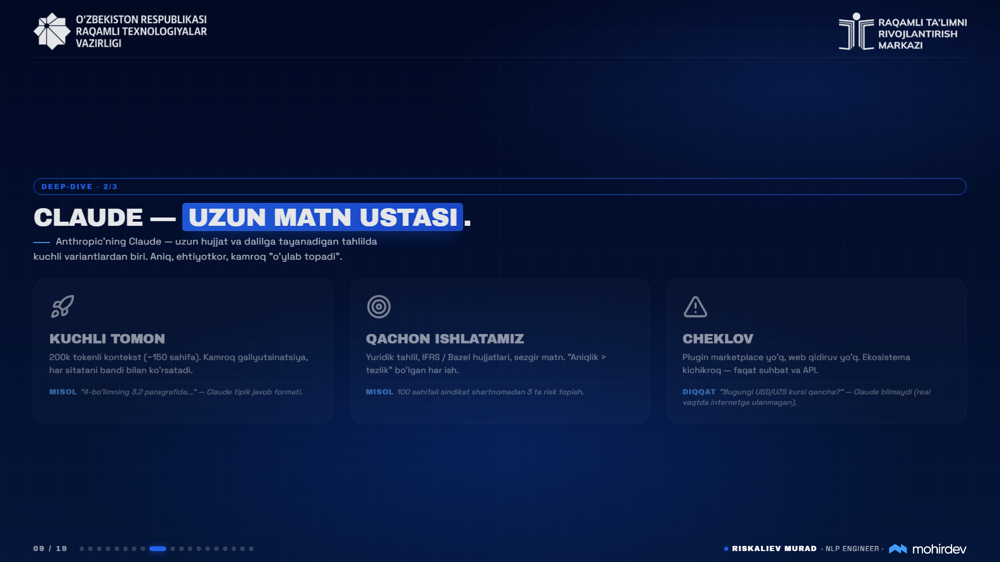 O'ZBEKISTON RESPUBLIKASI
RAQAMLI TEXNOLOGIYALAR
VAZIRLIGI
RAQAMLI TA’LIMNI
RIVOJLANTIRISH
MARKAZI
DEEP-DIVE · 2/3
CLAUDE — UZUN MATN USTASI.
Anthropic’ning Claude — uzun hujjat va dalilga tayanadigan tahlilda
kuchli variantlardan biri. Aniq, ehtiyotkor, kamroq ”o’ylab topadi”.
KUCHLI TOMON
200k tokenli kontekst (~150 sahifa). Kamroq gallyutsinatsiya,
har sitatani bandi bilan ko’rsatadi.
MISOL ”4-bo’limning 3.2 paragrafida...” — Claude tipik javob formati.
QACHON ISHLATAMIZ
Yuridik tahlil, IFRS / Bazel hujjatlari, sezgir matn. ”Aniqlik >
tezlik” bo’lgan har ish.
MISOL 100 sahifali sindikat shartnomadan 3 ta risk topish.
CHEKLOV
Plugin marketplace yo’q, web qidiruv yo’q. Ekosistema
kichikroq — faqat suhbat va API.
DIQQAT ”Bugungi USD/UZS kursi qancha?” — Claude bilmaydi (real
vaqtda internetga ulanmagan).
09 / 19
RISKALIEV MURAD · NLP ENGINEER · mohirdev